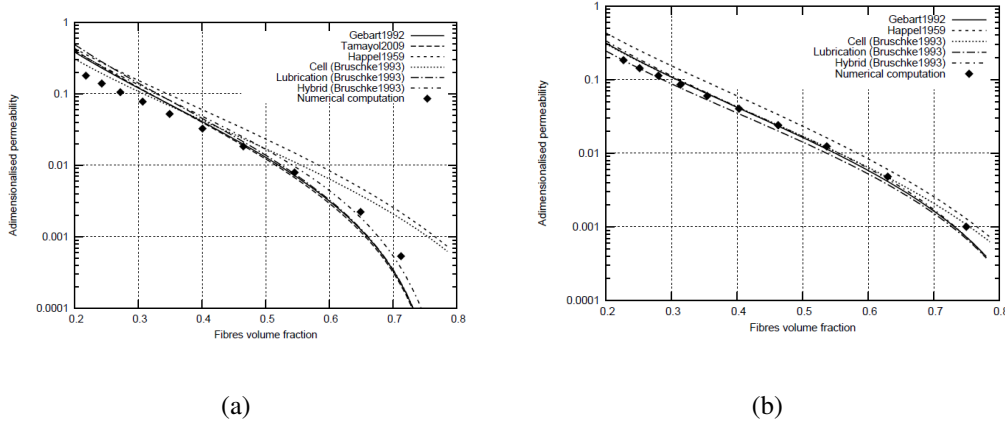 1
0.1
0.01
0.001
0.0001
0.2 0.3 0.4 0.5 0.6 0.7 0.8
Fibres volume fraction
Adimensionalised permeability
Gebart1992
Tamayol2009
Happel1959
Cell (Bruschke1993)
Lubrication (Bruschke1993)
Hybrid (Bruschke1993)
Numerical computation
(a)
1
0.1
0.01
0.001
0.0001
0.2 0.3 0.4 0.5 0.6 0.7 0.8
Fibres volume fraction
Adimensionalised permeability
Gebart1992
Happel1959
Cell (Bruschke1993)
Lubrication (Bruschke1993)
Hybrid (Bruschke1993)
Numerical computation
(b)